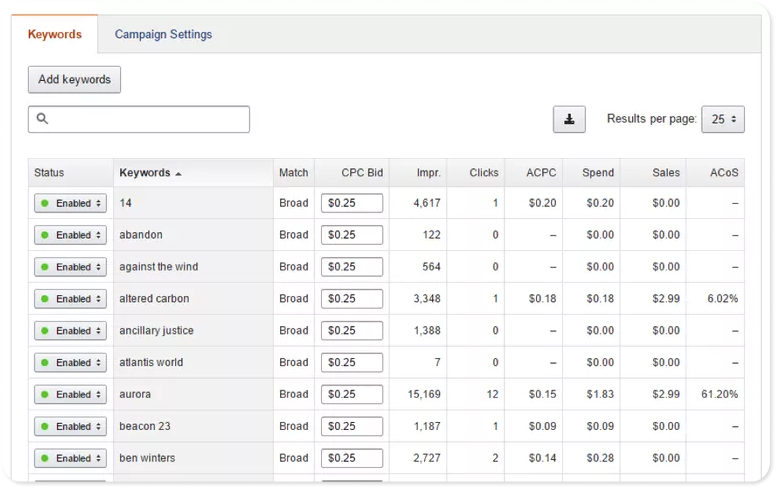 Keywords Campaign Settings
Add keywords
Results per page: 25
Status Keywords Match CPC Bid Impr. Clicks ACPC Spend Sales ACoS
Enabled 14 Broad $0.25 4,617 1 $0.20 $0.20 $0.00 –
Enabled abandon Broad $0.25 122 0 – $0.00 $0.00 –
Enabled against the wind Broad $0.25 564 0 – $0.00 $0.00 –
Enabled altered carbon Broad $0.25 3,348 1 $0.18 $0.18 $2.99 6.02%
Enabled ancillary justice Broad $0.25 1,388 0 – $0.00 $0.00 –
Enabled atlantis world Broad $0.25 7 0 – $0.00 $0.00 –
Enabled aurora Broad $0.25 15,169 12 $0.15 $1.83 $2.99 61.20%
Enabled beacon 23 Broad $0.25 1,187 1 $0.09 $0.09 $0.00 –
Enabled ben winters Broad $0.25 2,727 2 $0.14 $0.28 $0.00 –